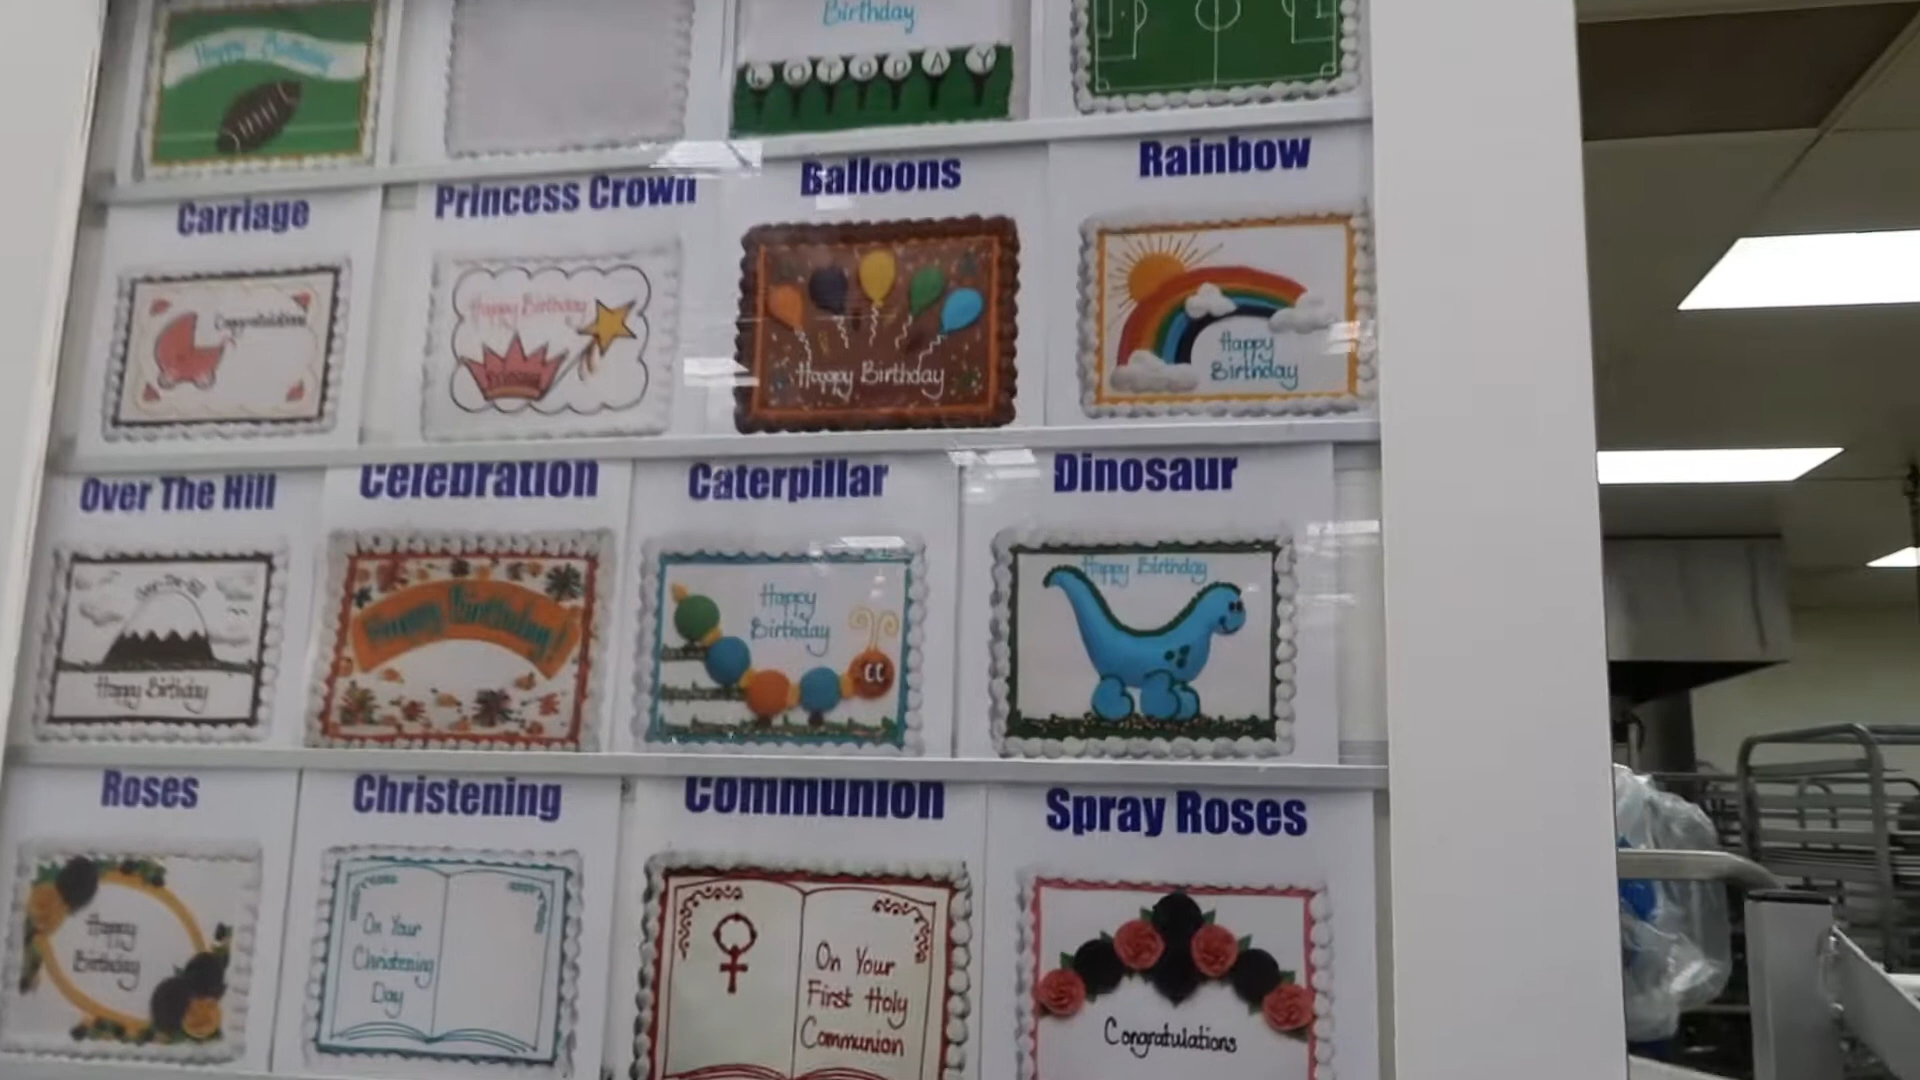 Happy Birthday
Birthday
LOTODAY
Carriage
Princess Crown
Balloons
Rainbow
Congratulations
Happy Birthday
Princess
Happy Birthday
Happy
Birthday
Over The Hill
Celebration
Caterpillar
Dinosaur
Over The Hill
Happy Birthday
Happy Birthday!
Happy
Birthday
Happy Birthday
Roses
Christening
Communion
Spray Roses
Happy
Birthday
On Your
Christening
Day
On Your
First Holy
Communion
Congratulations